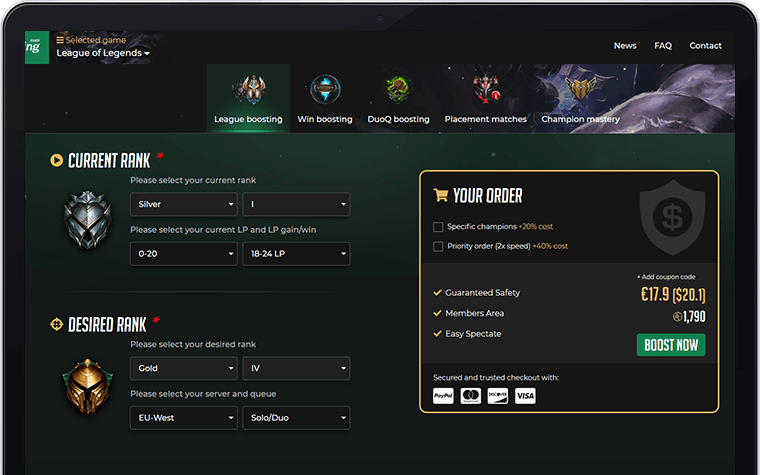 ing
Selected game
League of Legends
News
FAQ
Contact
League boosting
Win boosting
DuoQ boosting
Placement matches
Champion mastery
CURRENT RANK *
Please select your current rank
Silver
I
Please select your current LP and LP gain/win
0-20
18-24 LP
DESIRED RANK *
Please select your desired rank
Gold
IV
Please select your server and queue
EU-West
Solo/Duo
YOUR ORDER
Specific champions +20% cost
Priority order (2x speed) +40% cost
Guaranteed Safety
Members Area
Easy Spectate
+ Add coupon code
€17.9 ($20.1)
1,790
BOOST NOW
Secured and trusted checkout with:
PayPal
DISCOVER
VISA